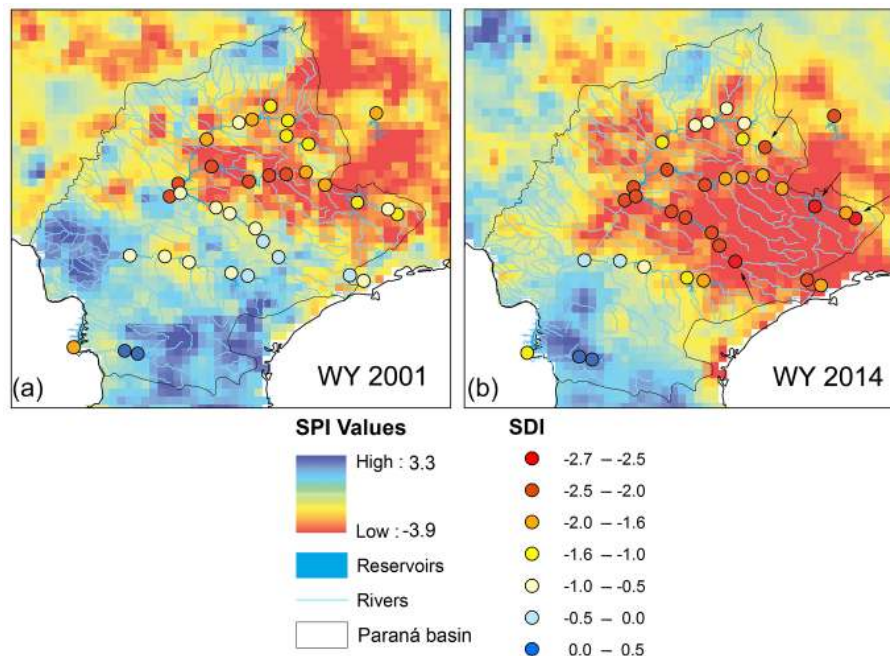 (a)
WY 2001
(b)
WY 2014
SPI Values
High : 3.3
Low : -3.9
Reservoirs
Rivers
Paraná basin
SDI
-2.7 – -2.5
-2.5 – -2.0
-2.0 – -1.6
-1.6 – -1.0
-1.0 – -0.5
-0.5 – 0.0
0.0 – 0.5